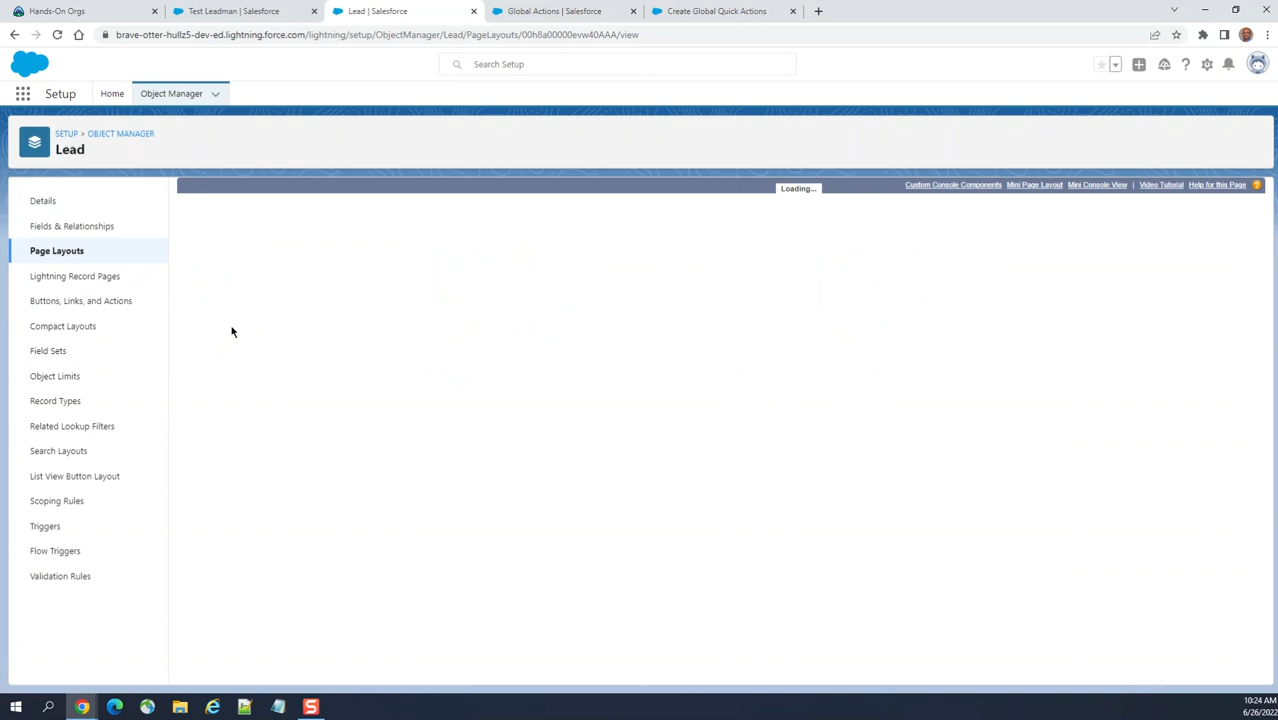 Hands-On Orgs
Test Leadman | Salesforce
Lead | Salesforce
Global Actions | Salesforce
Create Global Quick Actions
brave-otter-hullz5-dev-ed.lightning.force.com/lightning/setup/ObjectManager/Lead/PageLayouts/00h8a00000evw40AAA/view
Search Setup
Setup
Home
Object Manager
SETUP > OBJECT MANAGER
Lead
Loading...
Custom Console Components
Mini Page Layout
Mini Console View
|
Video Tutorial
Help for this Page
Details
Fields & Relationships
Page Layouts
Lightning Record Pages
Buttons, Links, and Actions
Compact Layouts
Field Sets
Object Limits
Record Types
Related Lookup Filters
Search Layouts
List View Button Layout
Scoping Rules
Triggers
Flow Triggers
Validation Rules
10:24 AM
6/26/2022